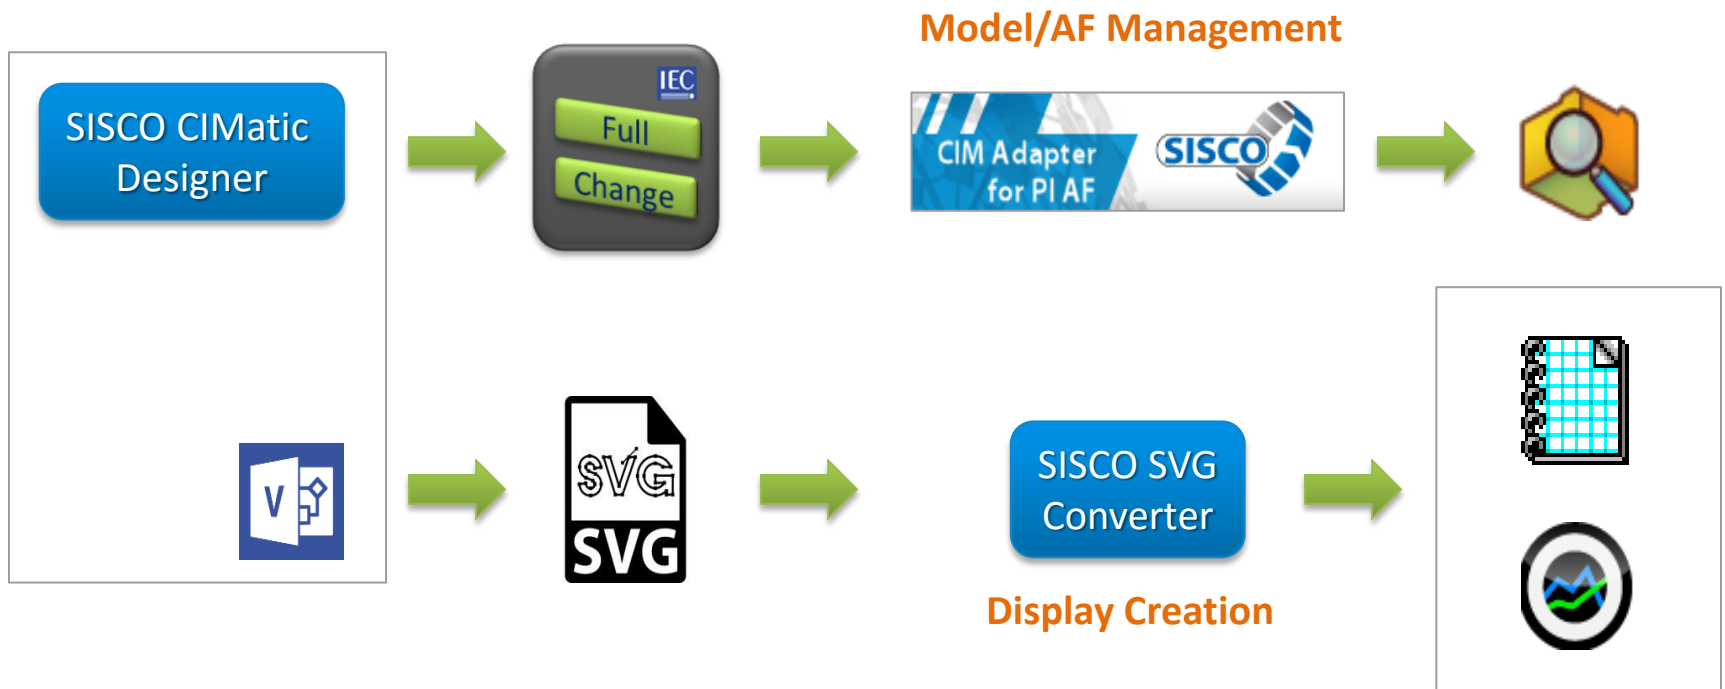 Model/AF Management
SISCO CIMatic
Designer
IEC
Full
Change
CIM Adapter
for PI AF
SISCO
V
SVG
SVG
SISCO SVG
Converter
Display Creation